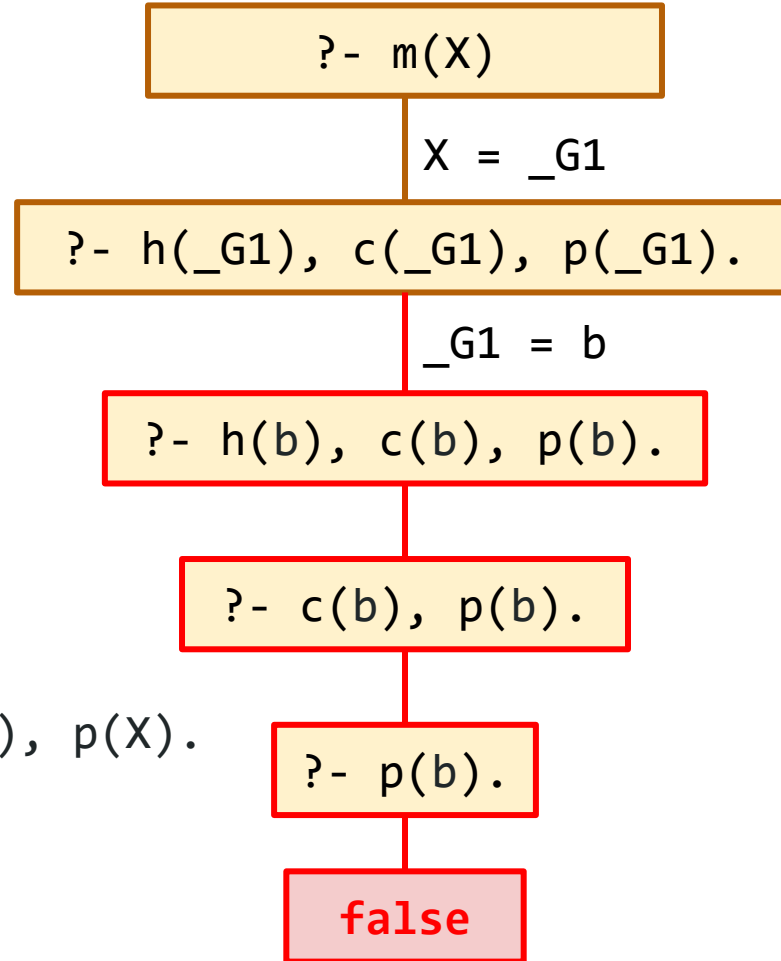 ?- m(X)
X = _G1
?- h(_G1), c(_G1), p(_G1).
_G1 = b
?- h(b), c(b), p(b).
?- c(b), p(b).
), p(X).
?- p(b).
false